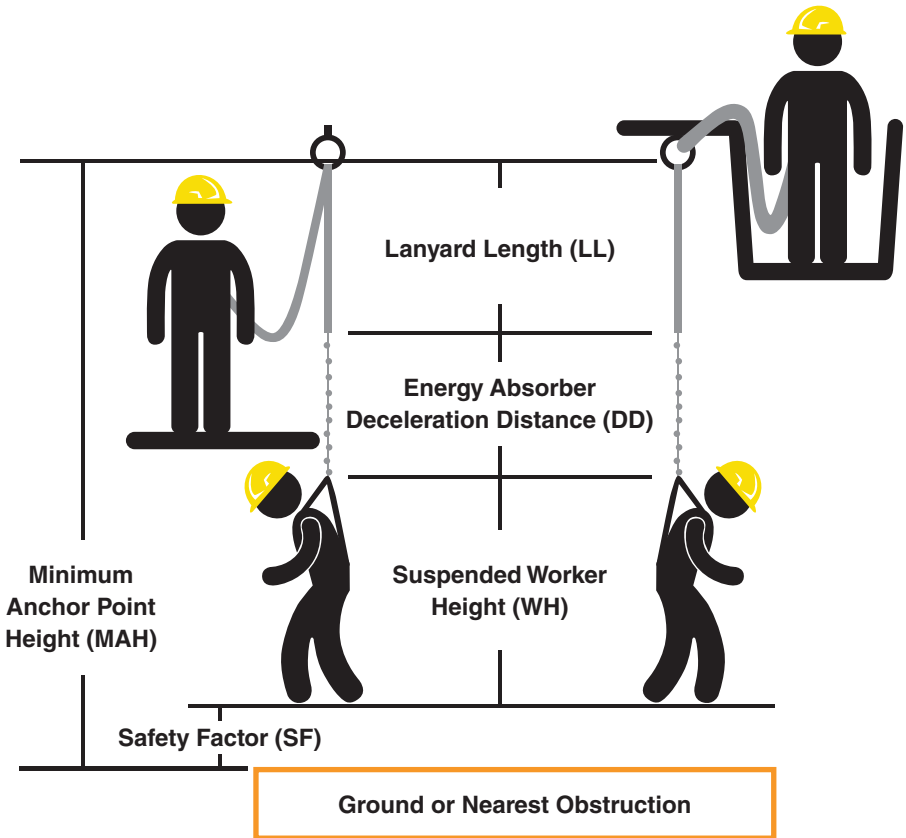 Lanyard Length (LL)
Energy Absorber
Deceleration Distance (DD)
Minimum
Anchor Point
Height (MAH)
Suspended Worker
Height (WH)
Safety Factor (SF)
Ground or Nearest Obstruction